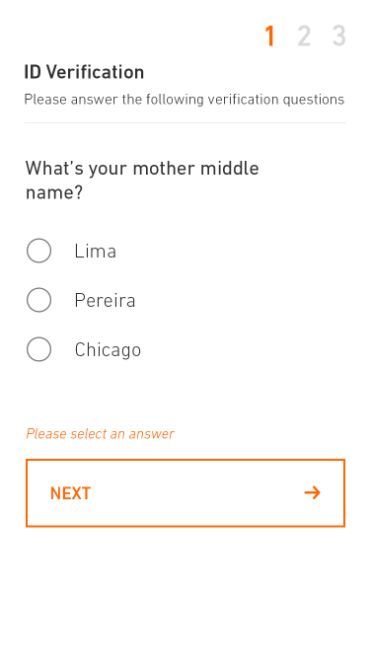 1 2 3
ID Verification
Please answer the following verification questions
What's your mother middle
name?
Lima
Pereira
Chicago
Please select an answer
NEXT